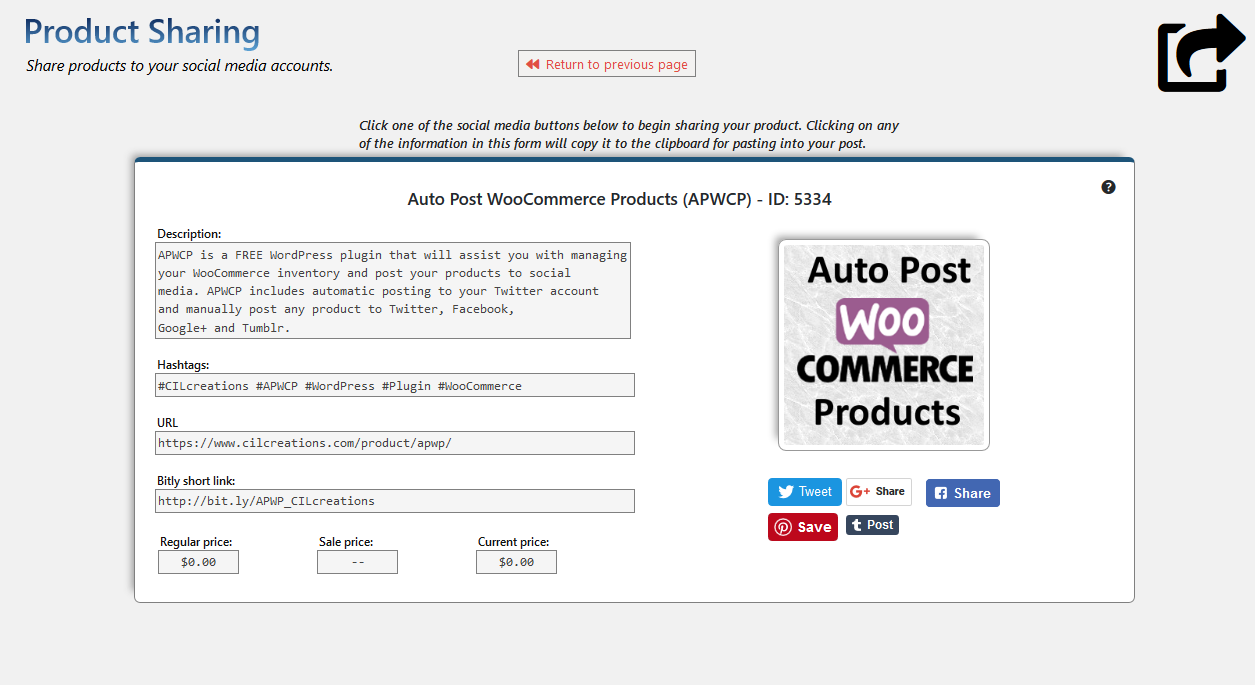 Product Sharing
Share products to your social media accounts.
Return to previous page
Click one of the social media buttons below to begin sharing your product. Clicking on any
of the information in this form will copy it to the clipboard for pasting into your post.
?
Auto Post WooCommerce Products (APWCP) - ID: 5334
Description:
APWCP is a FREE WordPress plugin that will assist you with managing
your WooCommerce inventory and post your products to social
media. APWCP includes automatic posting to your Twitter account
and manually post any product to Twitter, Facebook,
Google+ and Tumblr.
Hashtags:
#CILcreations #APWCP #WordPress #Plugin #WooCommerce
URL
https://www.cilcreations.com/product/apwp/
Bitly short link:
http://bit.ly/APWP_CILcreations
Regular price:
$0.00
Sale price:
--
Current price:
$0.00
Auto Post
WOO
COMMERCE
Products
Tweet
G+ Share
Share
Save
t Post